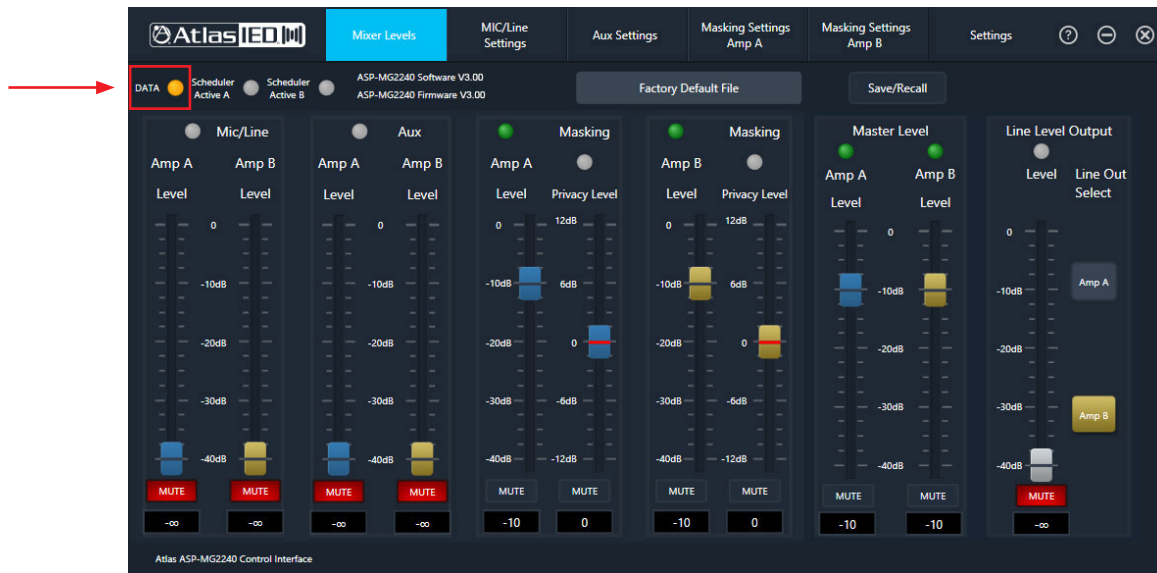 AtlasIED
Mixer Levels
MIC/Line
Settings
Aux Settings
Masking Settings
Amp A
Masking Settings
Amp B
Settings
?
DATA
Scheduler
Active A
Scheduler
Active B
ASP-MG2240 Software V3.00
ASP-MG2240 Firmware V3.00
Factory Default File
Save/Recall
Mic/Line
Amp A Amp B
Level Level
0
-10dB
-20dB
-30dB
-40dB
MUTE MUTE
-∞ -∞
Aux
Amp A Amp B
Level Level
0
-10dB
-20dB
-30dB
-40dB
MUTE MUTE
-∞ -∞
Masking
Amp A
Level Privacy Level
0 12dB
-10dB 6dB
-20dB 0
-30dB -6dB
-40dB -12dB
MUTE MUTE
-10 0
Masking
Amp B
Level Privacy Level
0 12dB
-10dB 6dB
-20dB 0
-30dB -6dB
-40dB -12dB
MUTE MUTE
-10 0
Master Level
Amp A Amp B
Level Level
0
-10dB
-20dB
-30dB
-40dB
MUTE MUTE
-10 -10
Line Level Output
Level Line Out
Select
0
-10dB Amp A
-20dB
-30dB Amp B
-40dB
MUTE
-∞
Atlas ASP-MG2240 Control Interface